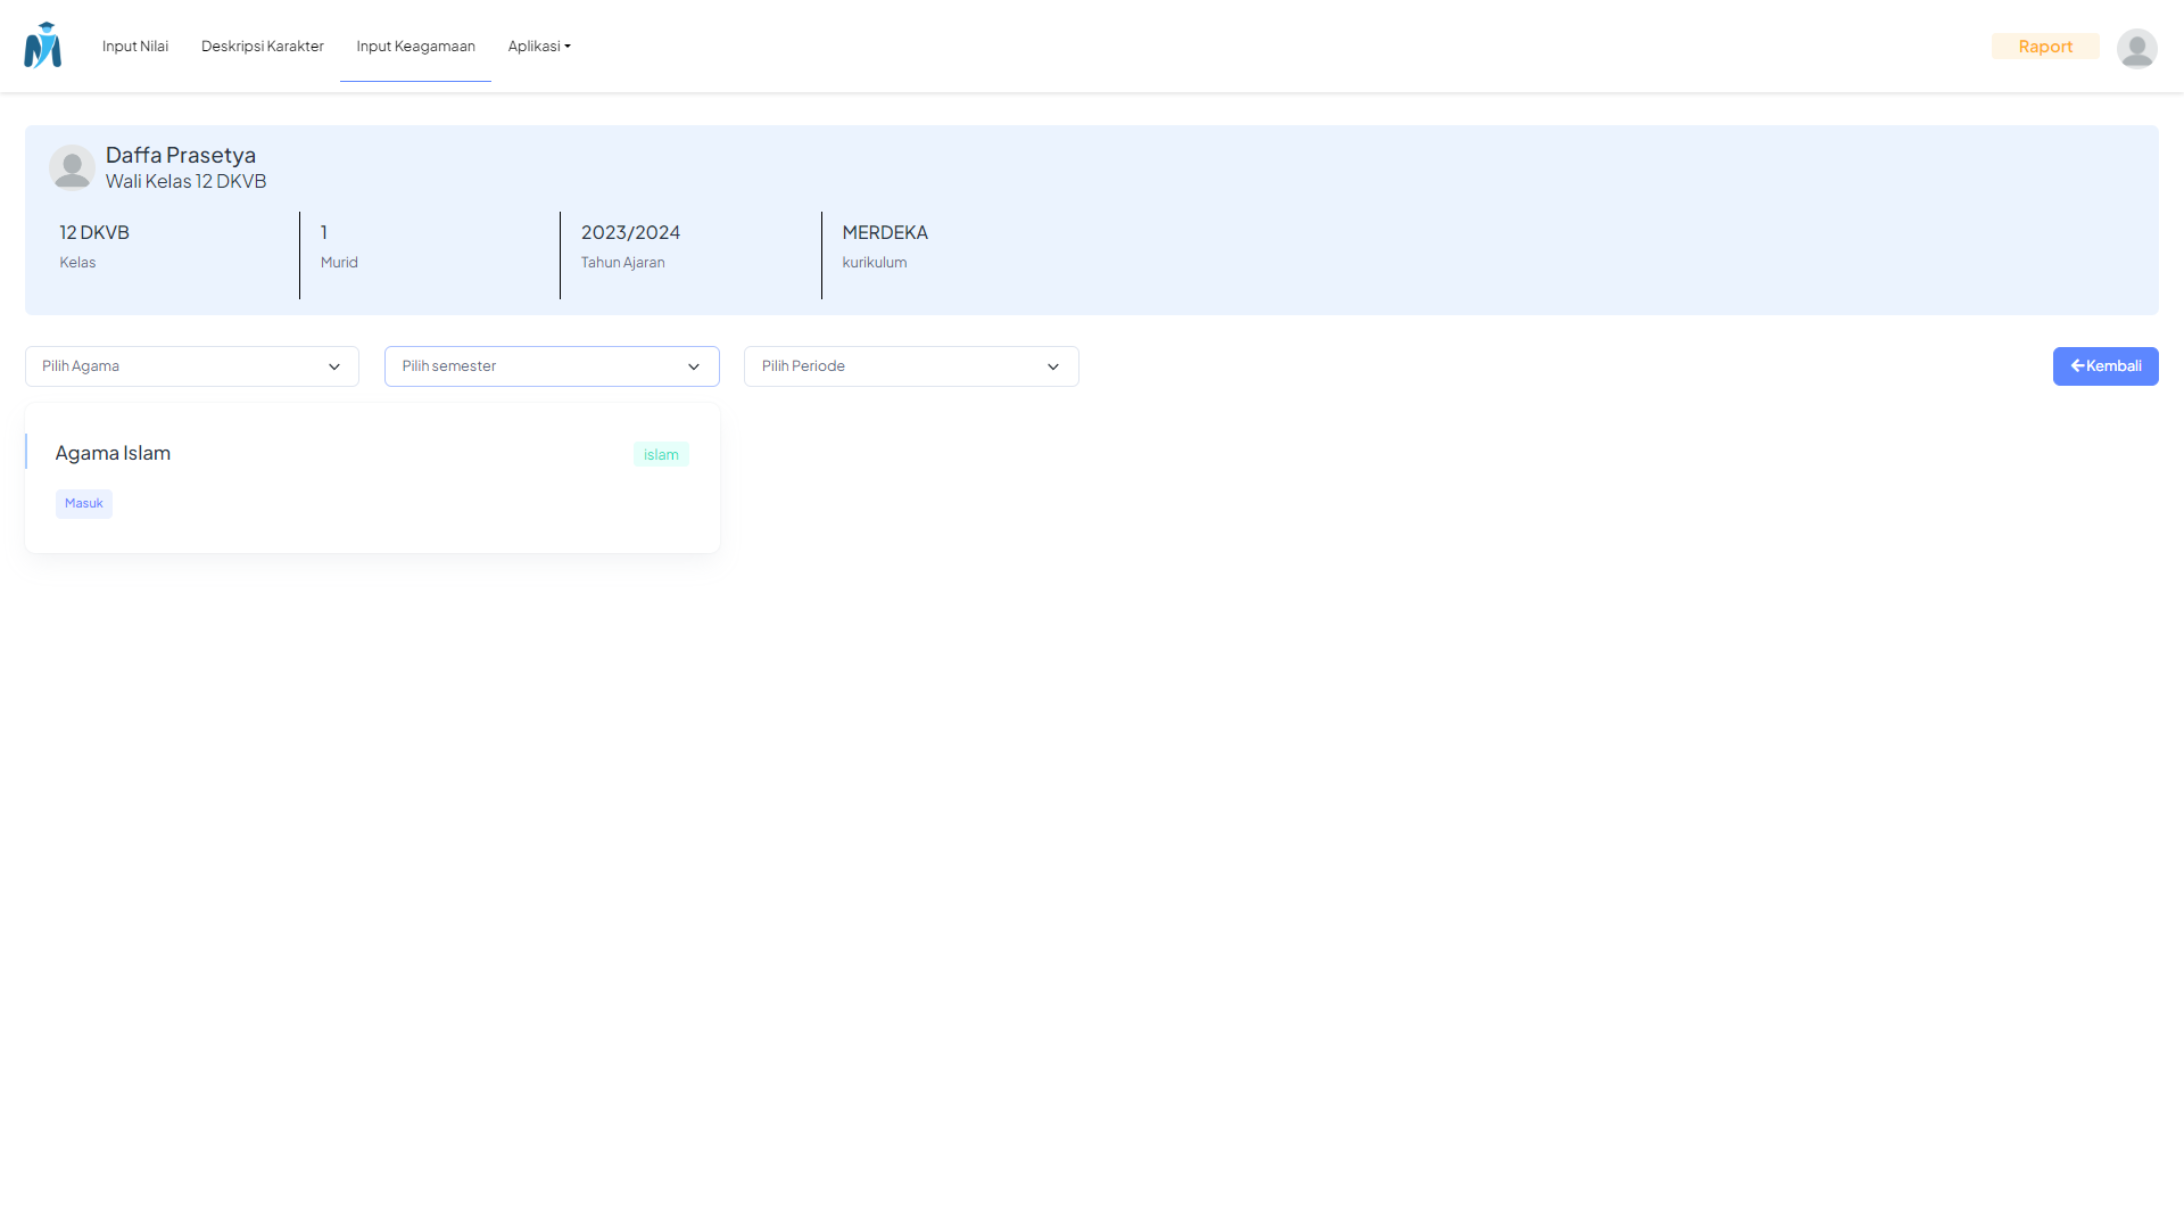 Input Nilai
Deskripsi Karakter
Input Keagamaan
Aplikasi
Raport
Daffa Prasetya
Wali Kelas 12 DKVB
12 DKVB
Kelas
1
Murid
2023/2024
Tahun Ajaran
MERDEKA
kurikulum
Pilih Agama
Pilih semester
Pilih Periode
Kembali
Agama Islam
islam
Masuk